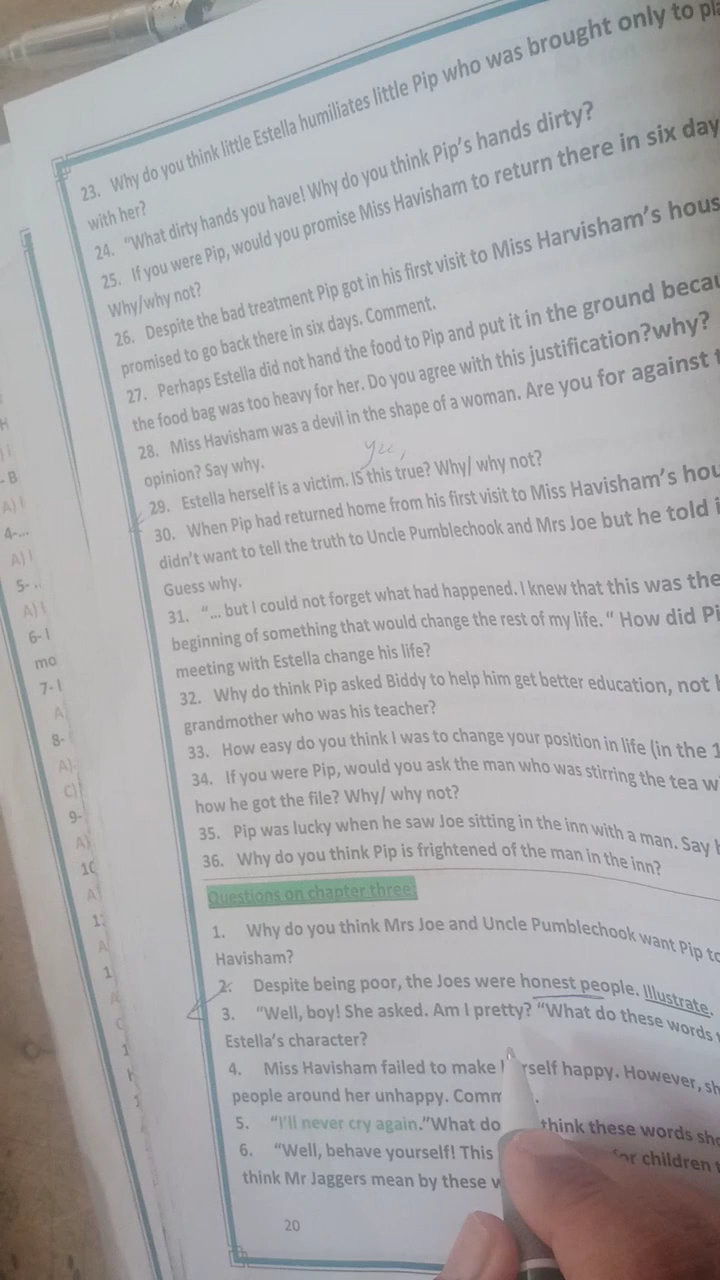 23. Why do you think little Estella humiliates little Pip who was brought only to
with her?
24. "What dirty hands you have! Why do you think Pip's hands dirty?
25. If you were Pip, would you promise Miss Havisham to return there in six
Why/why not?
26. Despite the bad treatment Pip got in his first visit to Miss Harvisham's
promised to go back there in six days. Comment.
27. Perhaps Estella did not hand the food to Pip and put it in the ground
the food bag was too heavy for her. Do you agree with this justification?why?
28. Miss Havisham was a devil in the shape of a woman. Are you for against
opinion? Say why.
29. Estella herself is a victim. IS this true? Why/ why not?
30. When Pip had returned home from his first visit to Miss Havisham's
didn't want to tell the truth to Uncle Pumblechook and Mrs Joe but he told
Guess why.
31. "... but I could not forget what had happened. I knew that this was the
beginning of something that would change the rest of my life. " How did
meeting with Estella change his life?
32. Why do think Pip asked Biddy to help him get better education, not
grandmother who was his teacher?
33. How easy do you think I was to change your position in life (in the
34. If you were Pip, would you ask the man who was stirring the tea
how he got the file? Why/ why not?
35. Pip was lucky when he saw Joe sitting in the inn with a man. Say
36. Why do you think Pip is frightened of the man in the inn?
Questions on chapter three:
1. Why do you think Mrs Joe and Uncle Pumblechook want Pip to
Havisham?
2. Despite being poor, the Joes were honest people. Illustrate.
3. "Well, boy! She asked. Am I pretty? "What do these words
Estella's character?
4. Miss Havisham failed to make happy. However,
people around her unhappy.
5. "I'll never cry again."What do think these words
6. "Well, behave yourself! This for children
think Mr Jaggers mean by these
20
H
- B
4-...
5-
6-
mo
7-
A
8-
A)
C)
9-
A)